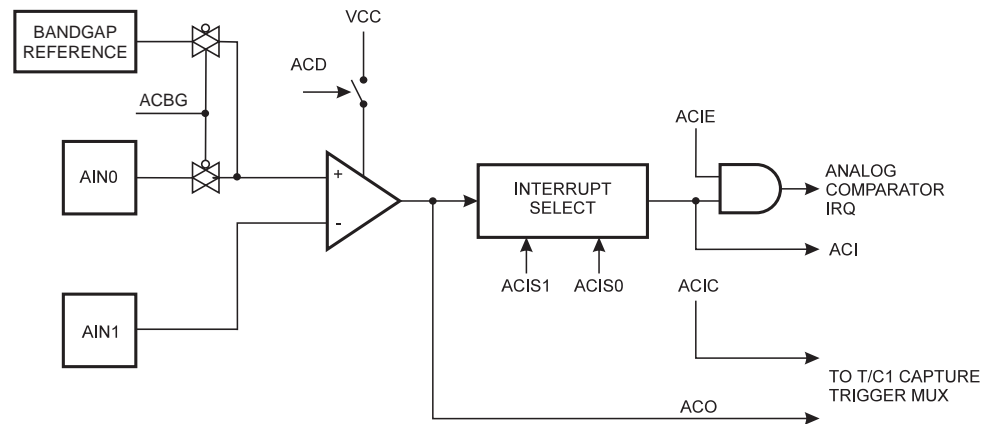 BANDGAP
REFERENCE
VCC
ACD
ACBG
ACIE
AIN0
+
-
INTERRUPT
SELECT
ANALOG
COMPARATOR
IRQ
ACI
ACIS1
ACIS0
ACIC
AIN1
TO T/C1 CAPTURE
TRIGGER MUX
ACO